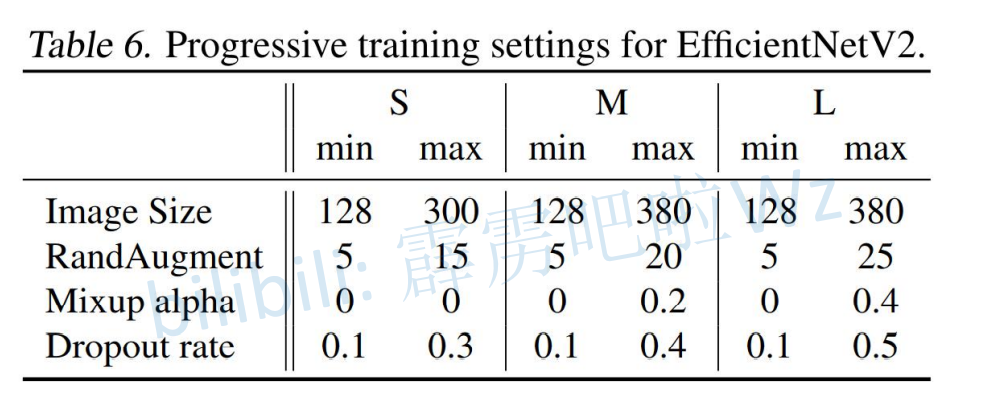 Table 6. Progressive training settings for EfficientNetV2.
S M L
min max min max min max
Image Size 128 300 128 380 128 380
RandAugment 5 15 5 20 5 25
Mixup alpha 0 0 0 0.2 0 0.4
Dropout rate 0.1 0.3 0.1 0.4 0.1 0.5
bilibili: 霹雳吧啦Wz